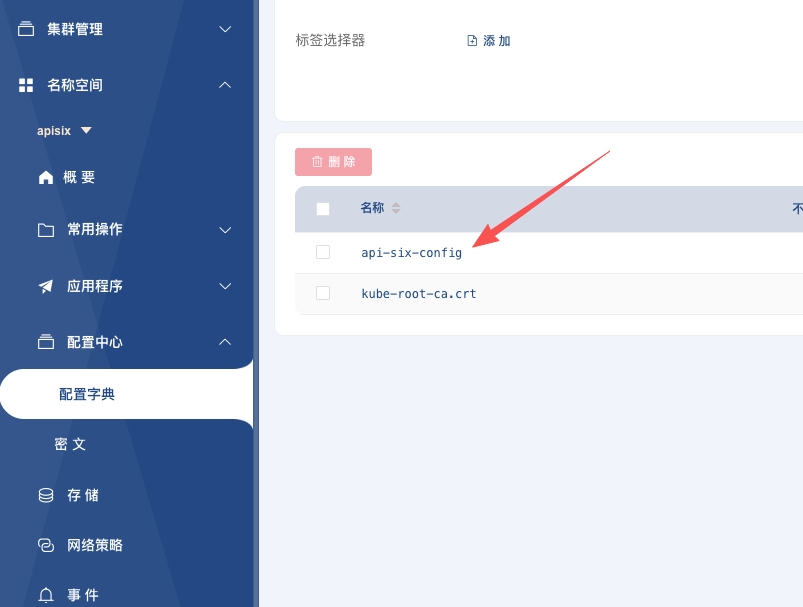 集群管理
名称空间
apisix
概 要
常用操作
应用程序
配置中心
配置字典
密 文
存 储
网络策略
事 件
标签选择器
添 加
删 除
名称
不
api-six-config
kube-root-ca.crt